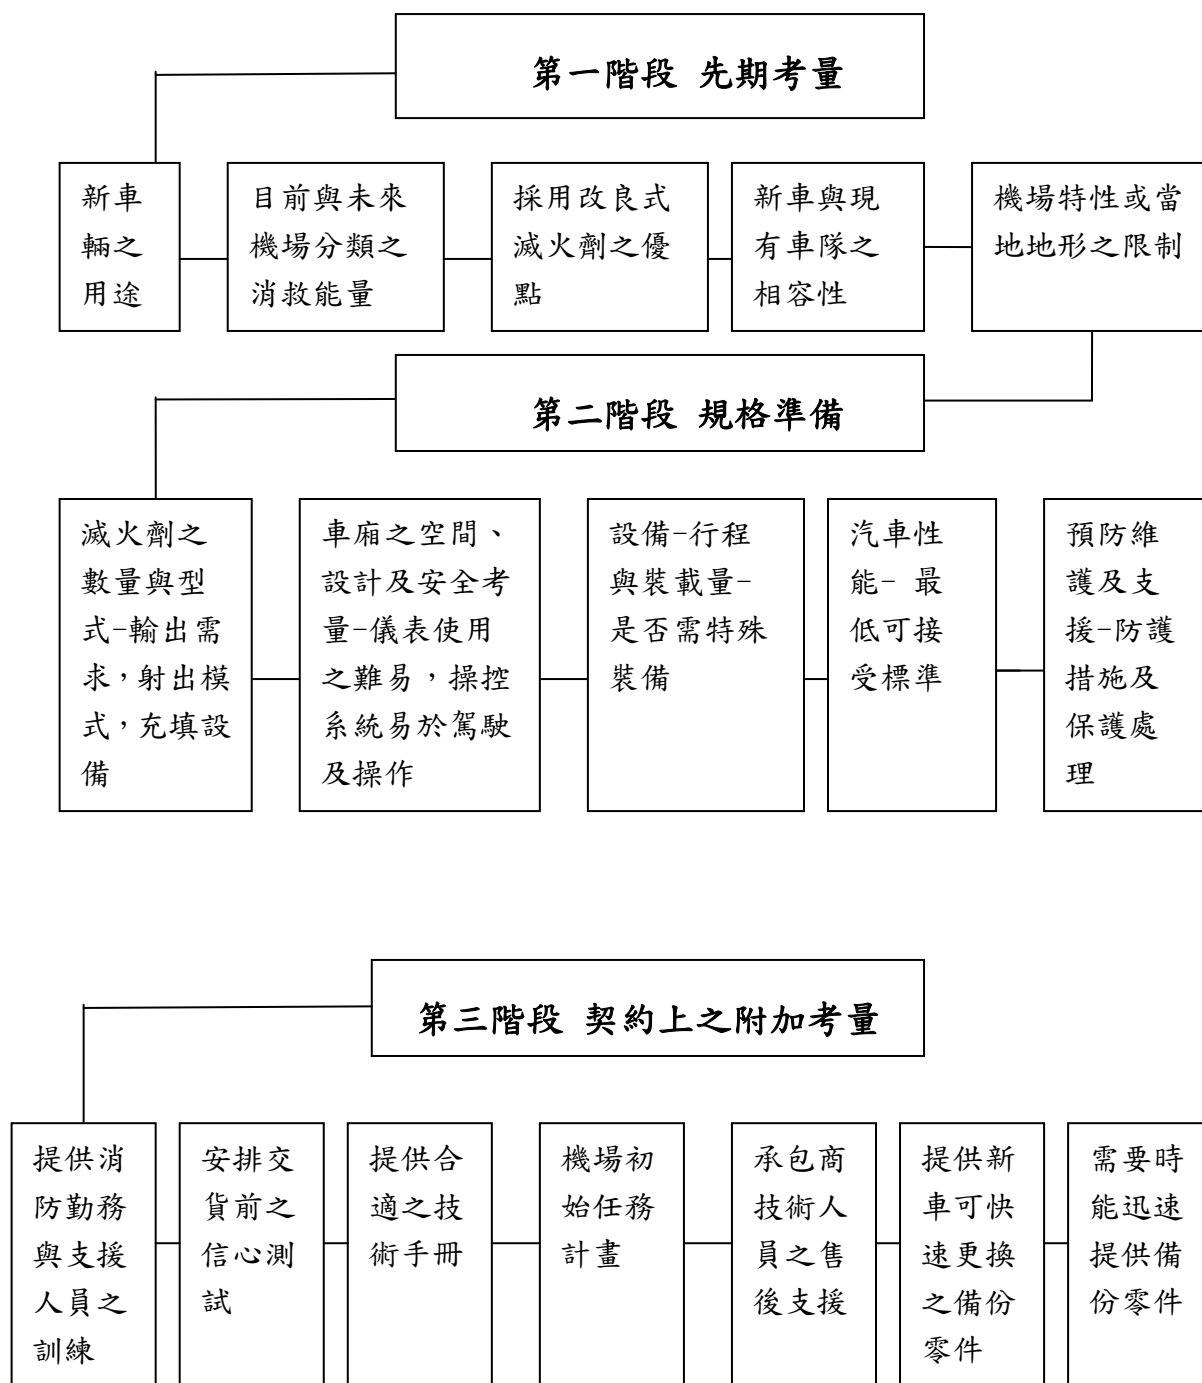 第一階段 先期考量
新車
輛之
用途
目前與未來
機場分類之
消救能量
採用改良式
滅火劑之優
點
新車與現
有車隊之
相容性
機場特性或當
地地形之限制
第二階段 規格準備
滅火劑之
數量與型
式-輸出需
求，射出模
式，充填設
備
車廂之空間、
設計及安全考
量-儀表使用
之難易，操控
系統易於駕駛
及操作
設備-行程
與裝載量-
是否需特殊
裝備
汽車性
能- 最
低可接
受標準
預防維
護及支
援-防護
措施及
保護處
理
第三階段 契約上之附加考量
提供消
防勤務
與支援
人員之
訓練
安排交
貨前之
信心測
試
提供合
適之技
術手冊
機場初
始任務
計畫
承包商
技術人
員之售
後支援
提供新
車可快
速更換
之備份
零件
需要時
能迅速
提供備
份零件